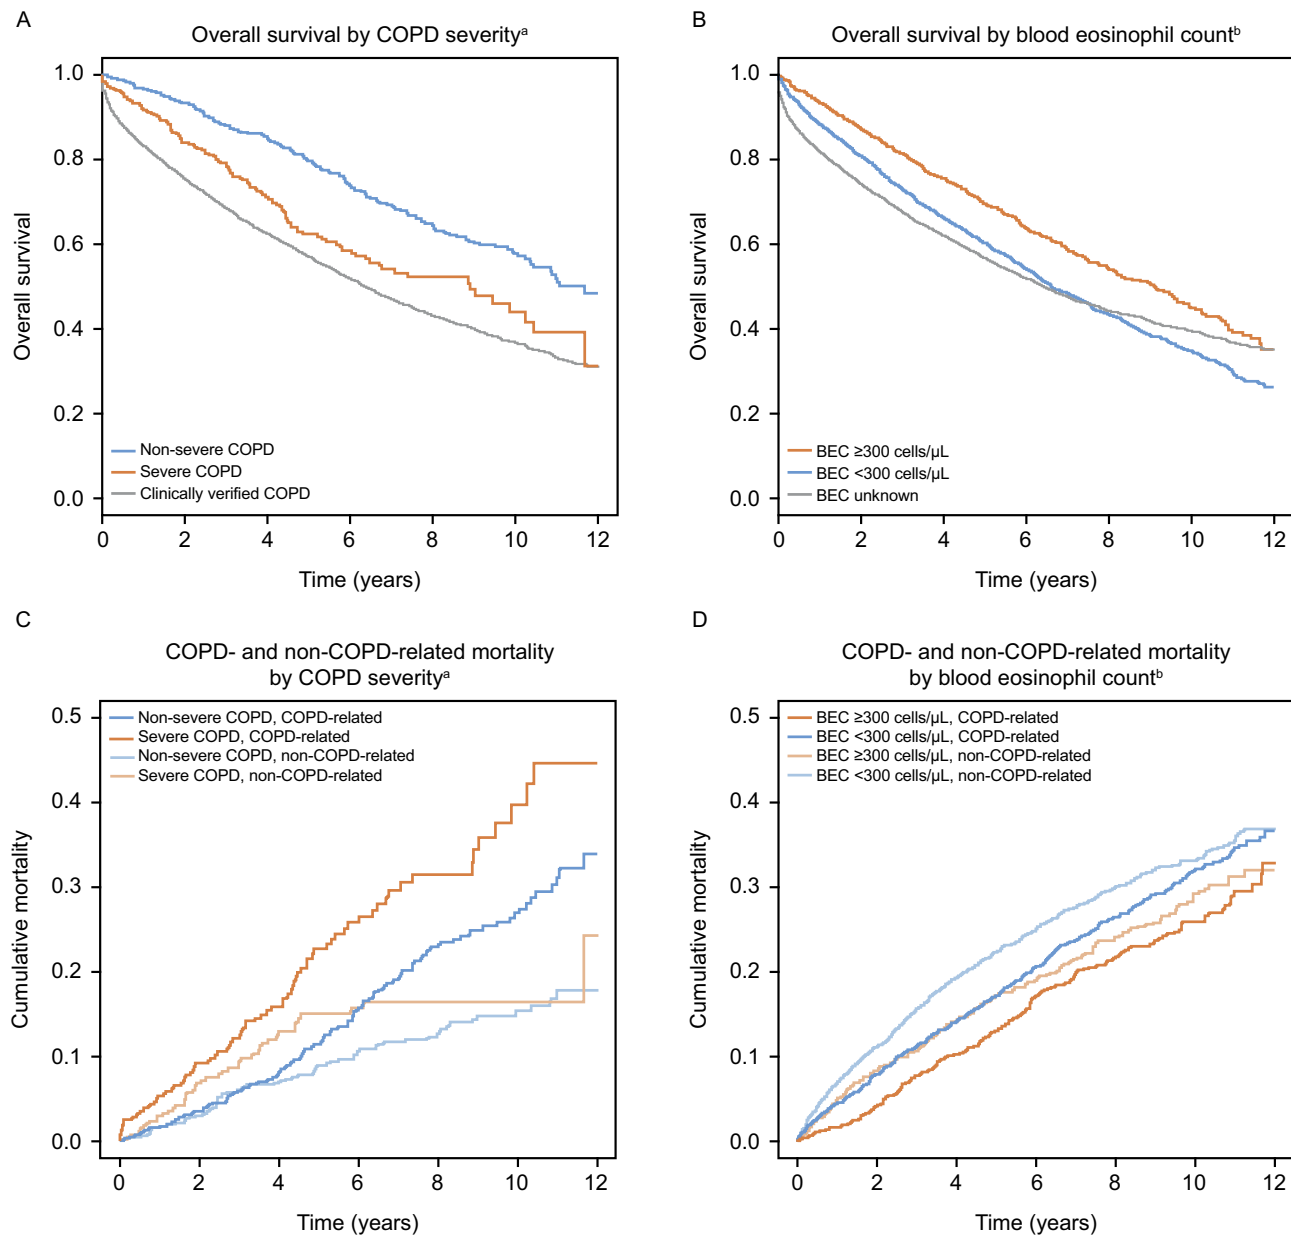 A
Overall survival by COPD severityᵃ
1.0
0.8
0.6
0.4
0.2
0.0
Overall survival
Non-severe COPD
Severe COPD
Clinically verified COPD
0 2 4 6 8 10 12
Time (years)
B
Overall survival by blood eosinophil countᵇ
1.0
0.8
0.6
0.4
0.2
0.0
Overall survival
BEC ≥300 cells/µL
BEC <300 cells/µL
BEC unknown
0 2 4 6 8 10 12
Time (years)
C
COPD- and non-COPD-related mortality
by COPD severityᵃ
0.5
0.4
0.3
0.2
0.1
0.0
Cumulative mortality
Non-severe COPD, COPD-related
Severe COPD, COPD-related
Non-severe COPD, non-COPD-related
Severe COPD, non-COPD-related
0 2 4 6 8 10 12
Time (years)
D
COPD- and non-COPD-related mortality
by blood eosinophil countᵇ
0.5
0.4
0.3
0.2
0.1
0.0
Cumulative mortality
BEC ≥300 cells/µL, COPD-related
BEC <300 cells/µL, COPD-related
BEC ≥300 cells/µL, non-COPD-related
BEC <300 cells/µL, non-COPD-related
0 2 4 6 8 10 12
Time (years)